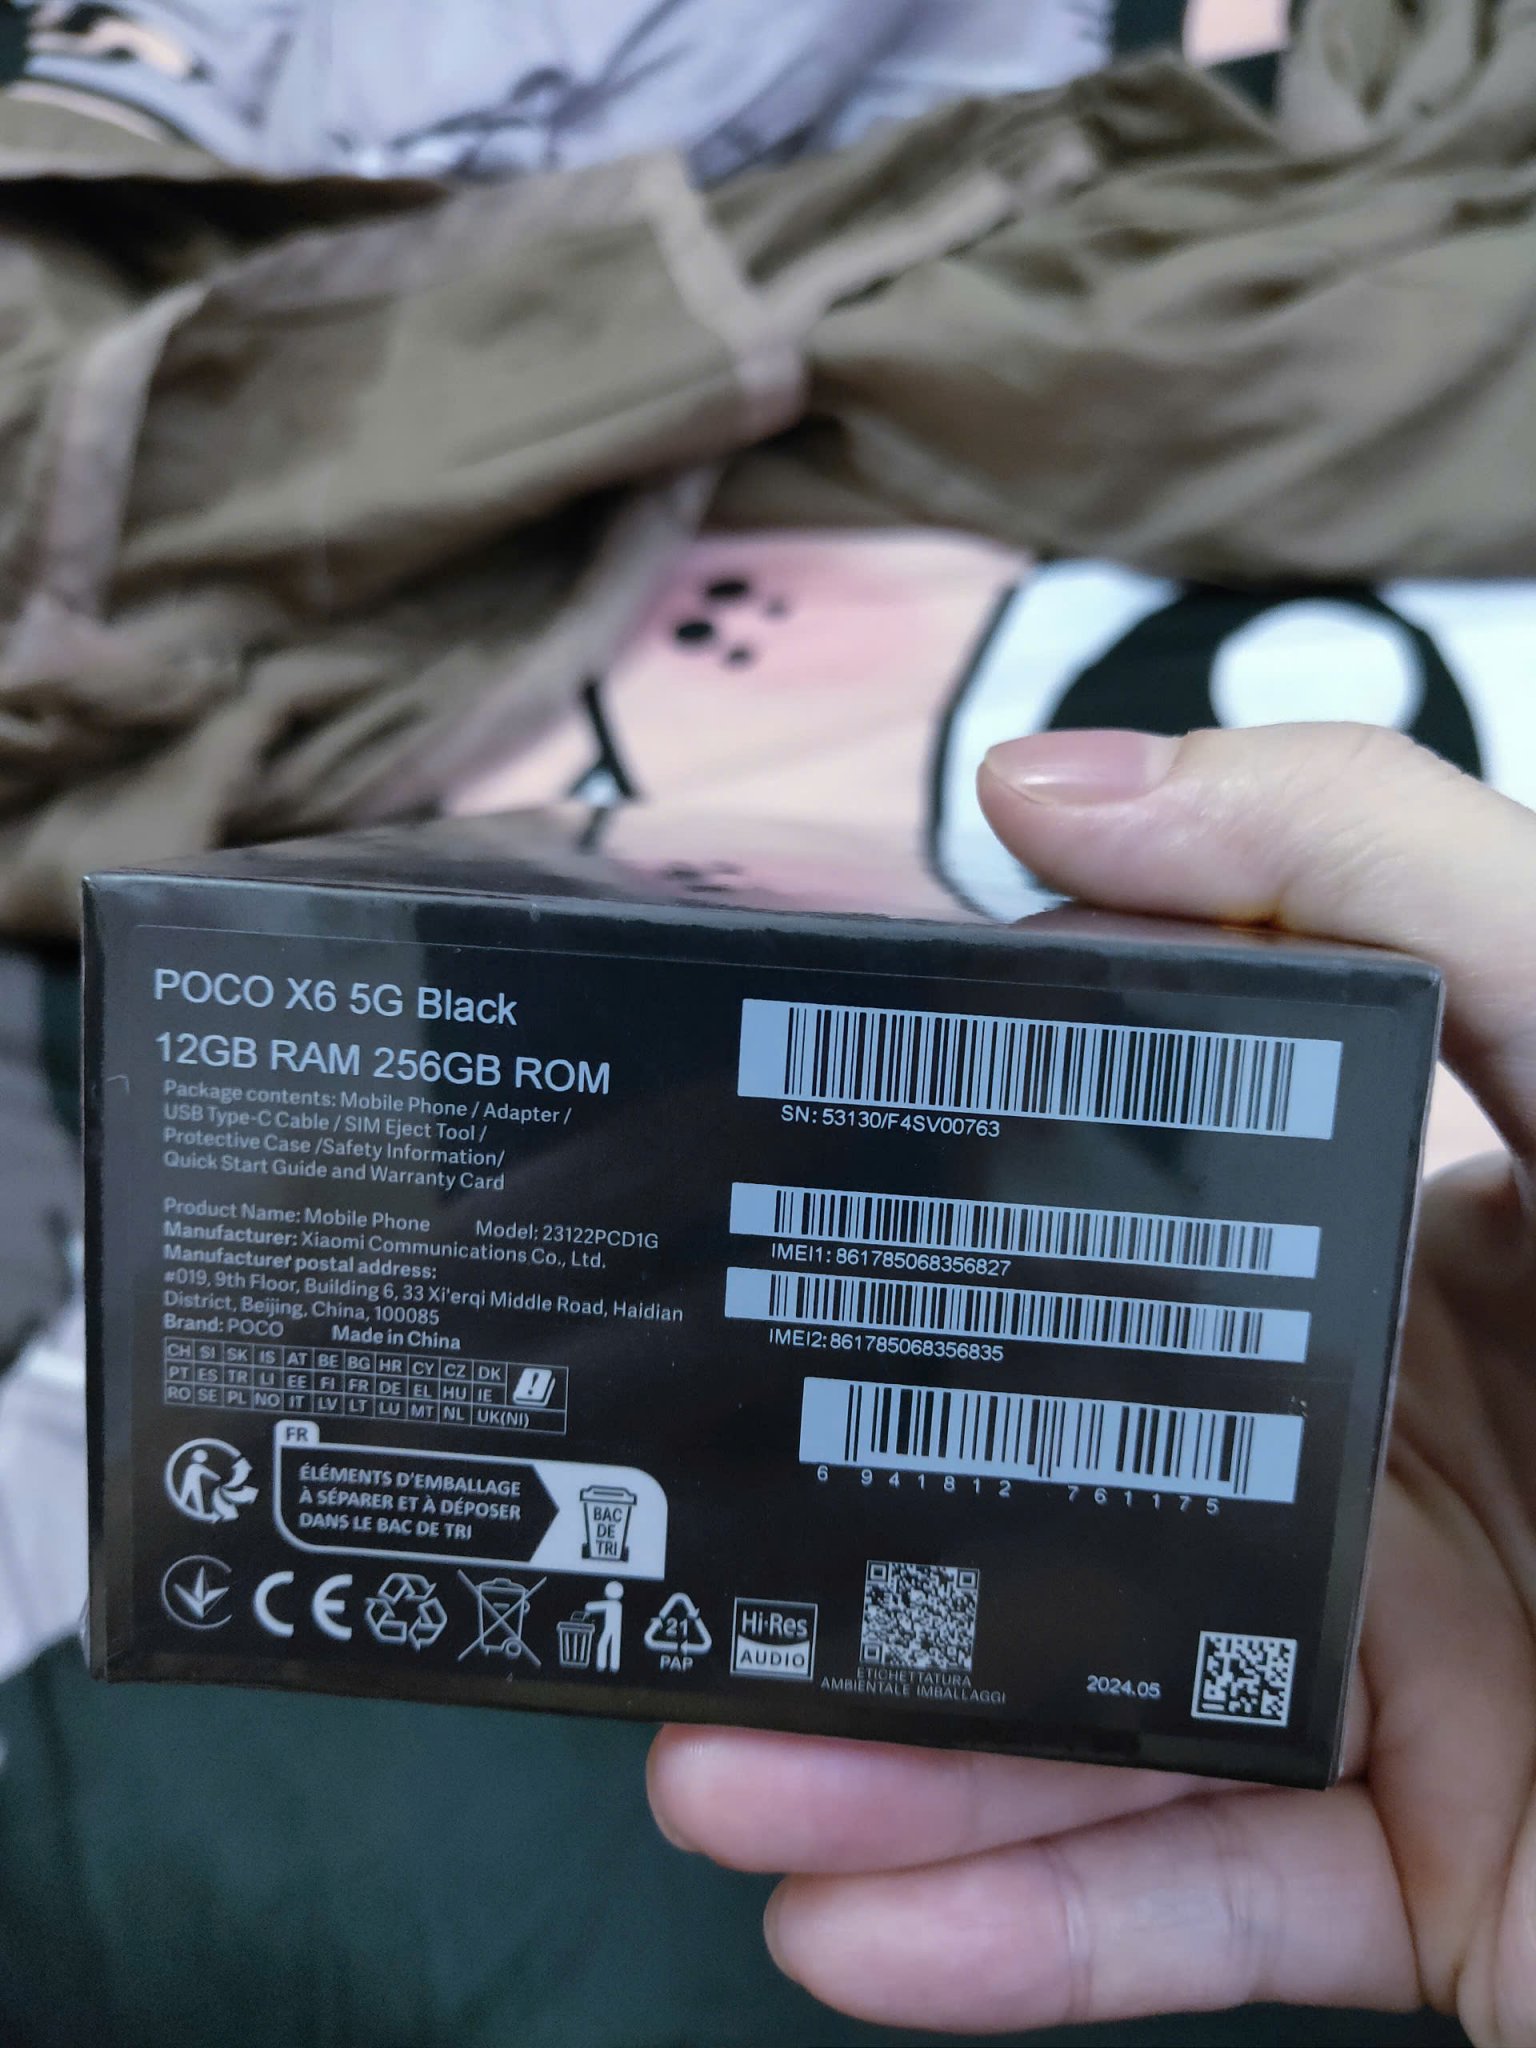 POCO X6 5G Black
12GB RAM 256GB ROM
Package contents: Mobile Phone / Adapter /
USB Type-C Cable / SIM Eject Tool /
Protective Case /Safety Information/
Quick Start Guide and Warranty Card
Product Name: Mobile Phone Model: 23122PCD1G
Manufacturer: Xiaomi Communications Co., Ltd.
Manufacturer postal address:
#019, 9th Floor, Building 6, 33 Xi'erqi Middle Road, Haidian
District, Beijing, China, 100085
Brand: POCO Made in China
CH SI SK IS AT BE BG HR CY CZ DK
PT ES TR LI EE FI FR DE EL HU IE
RO SE PL NO IT LV LT LU MT NL UK(NI)
FR
ÉLÉMENTS D'EMBALLAGE
À SÉPARER ET À DÉPOSER
DANS LE BAC DE TRI
BAC
DE
TRI
CE
21
PAP
Hi-Res
AUDIO
SN: 53130/F4SV00763
IMEI1: 861785068356827
IMEI2: 861785068356835
6 941812 761175
ETICHETTATURA
AMBIENTALE IMBALLAGGI
2024.05